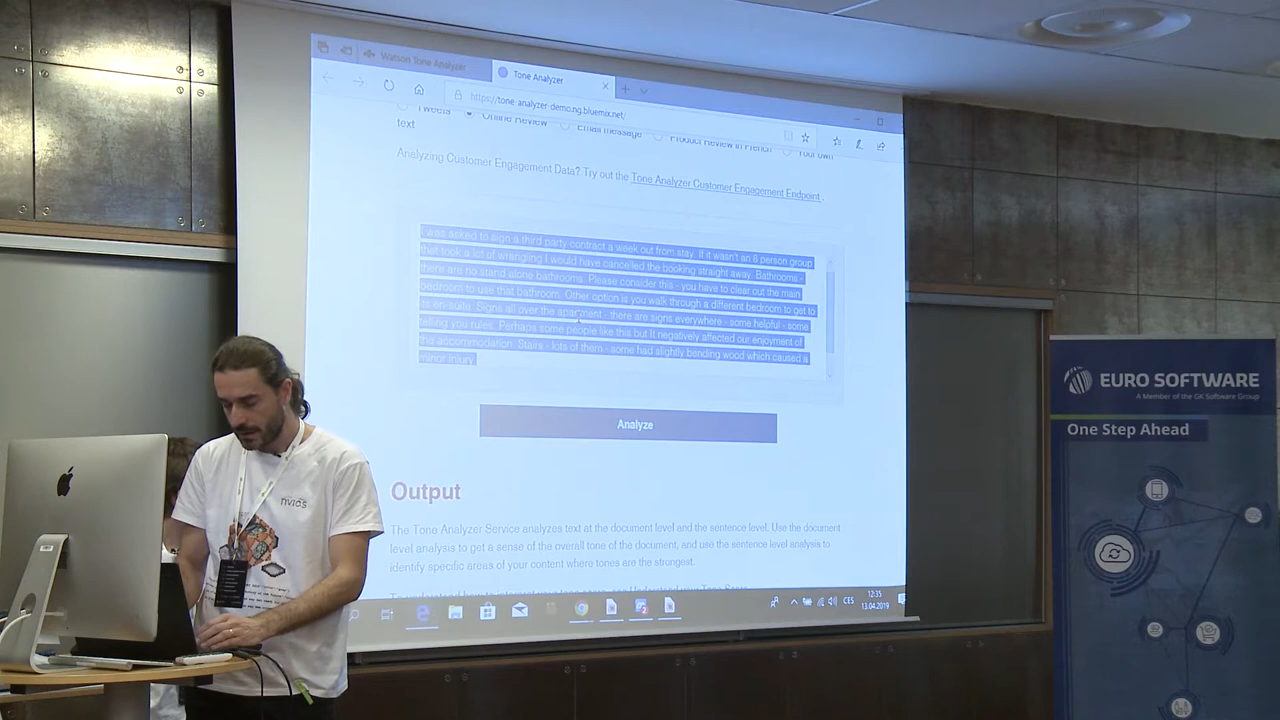 Watson Tone Analyzer
Tone Analyzer
https://tone-analyzer-demo.ng.bluemix.net/
Tweets Online Review Email message Product Review in French Your own
text
Analyzing Customer Engagement Data? Try out the Tone Analyzer Customer Engagement Endpoint .
I was asked to sign a third party contract a week out from stay. If it wasn't an 8 person group
that took a lot of wrangling I would have cancelled the booking straight away. Bathrooms -
there are no stand alone bathrooms. Please consider this - you have to clear out the main
bedroom to use that bathroom. Other option is you walk through a different bedroom to get to
its en-suite. Signs all over the apartment - there are signs everywhere - some helpful - some
telling you rules. Perhaps some people like this but It negatively affected our enjoyment of
the accommodation. Stairs - lots of them - some had slightly bending wood which caused a
minor injury.
Analyze
Output
The Tone Analyzer Service analyzes text at the document level and the sentence level. Use the document
level analysis to get a sense of the overall tone of the document, and use the sentence level analysis to
identify specific areas of your content where tones are the strongest.
CES
12:35
13.04.2019
nvias
EURO SOFTWARE
A Member of the GK Software Group
One Step Ahead